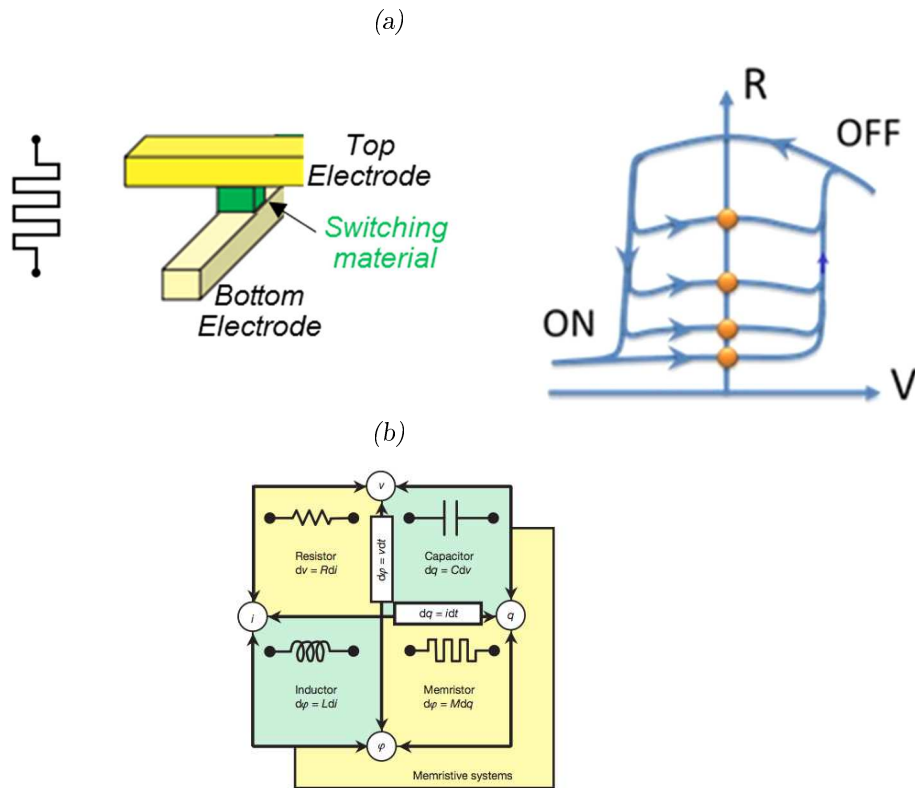 (a)
Top
Electrode
Switching
material
Bottom
Electrode
R
OFF
ON
V
(b)
v
Resistor
dv = Rdi
Capacitor
dq = Cdv
dφ = vdt
i
dq = idt
q
Inductor
dφ = Ldi
Memristor
dφ = Mdq
φ
Memristive systems